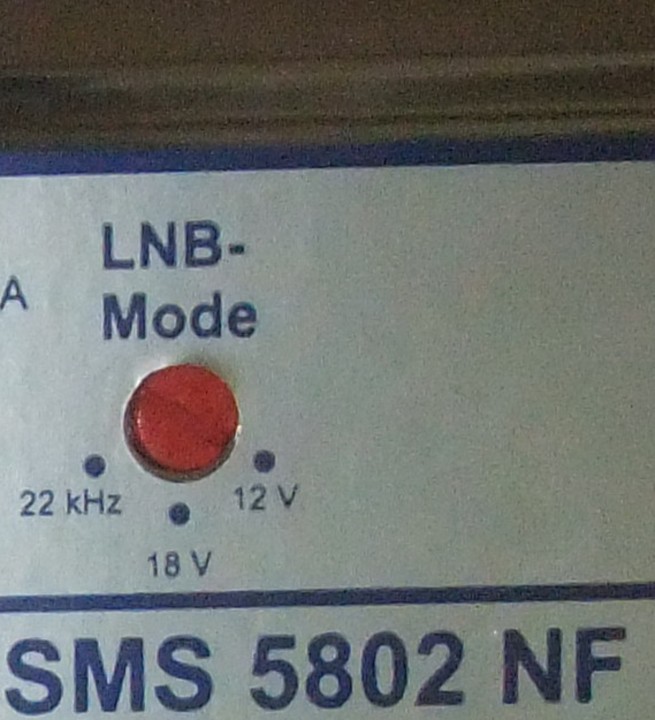 LNB-
Mode
A
22 kHz
12 V
18 V
SMS 5802 NF